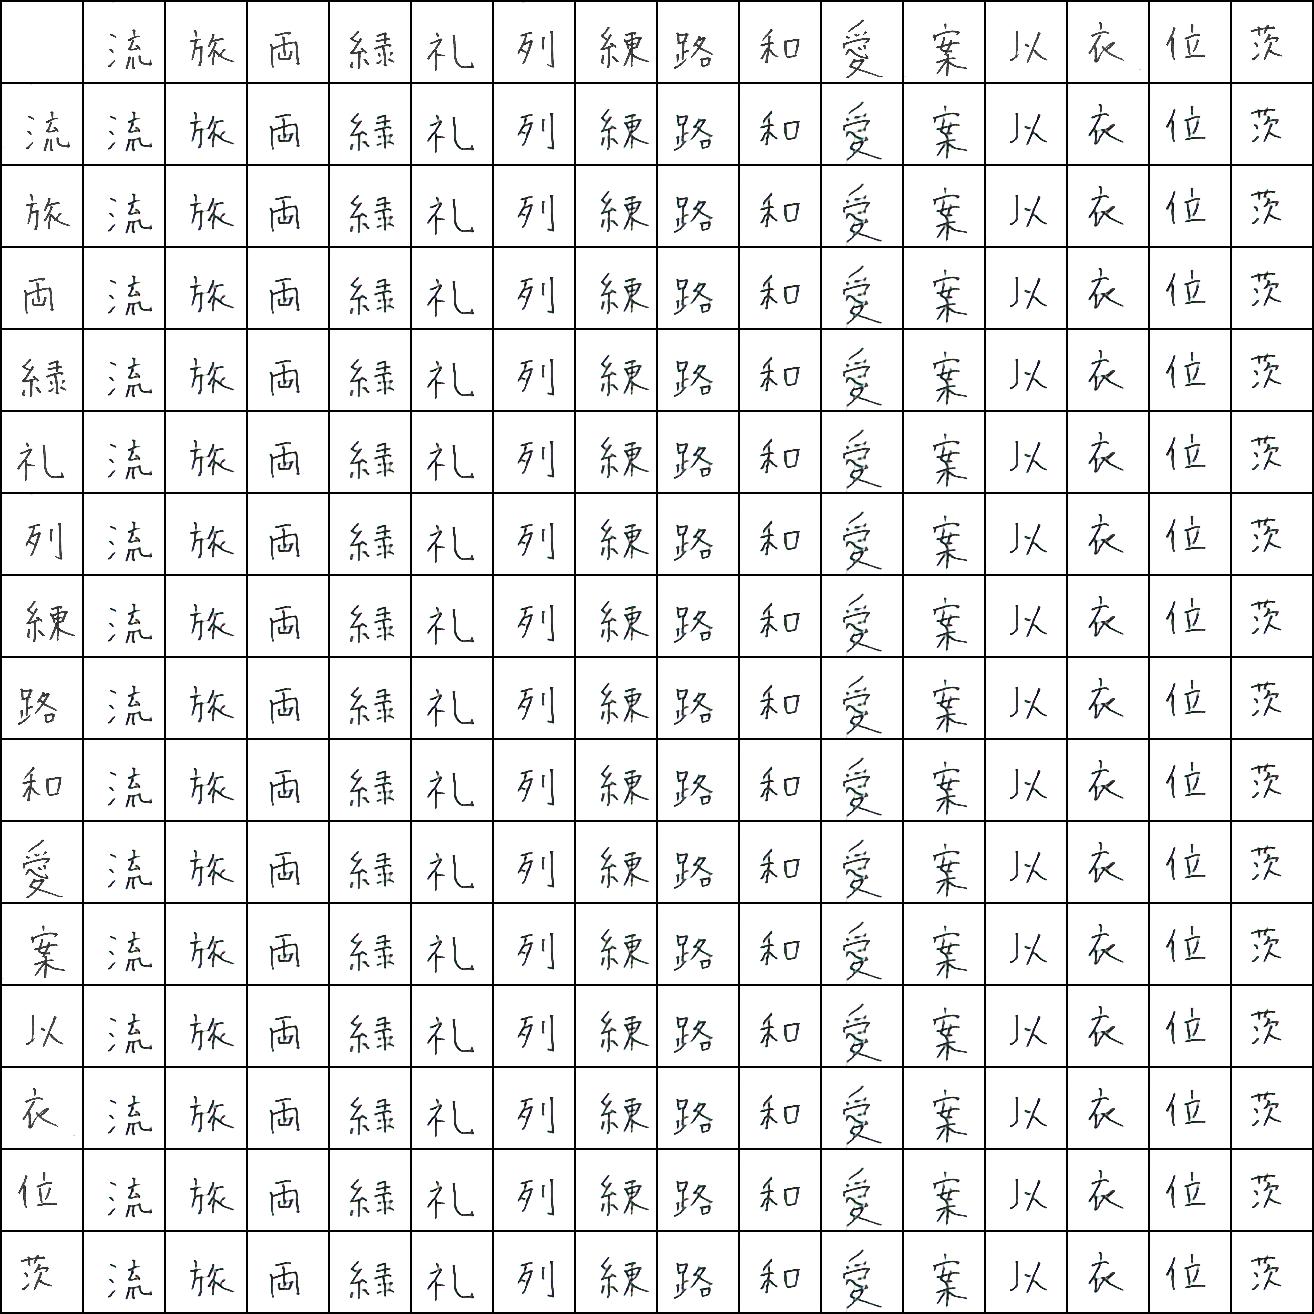 流 旅 両 緑 礼 列 練 路 和 愛 案 以 衣 位 茨
流 流 旅 両 緑 礼 列 練 路 和 愛 案 以 衣 位 茨
旅 流 旅 両 緑 礼 列 練 路 和 愛 案 以 衣 位 茨
両 流 旅 両 緑 礼 列 練 路 和 愛 案 以 衣 位 茨
緑 流 旅 両 緑 礼 列 練 路 和 愛 案 以 衣 位 茨
礼 流 旅 両 緑 礼 列 練 路 和 愛 案 以 衣 位 茨
列 流 旅 両 緑 礼 列 練 路 和 愛 案 以 衣 位 茨
練 流 旅 両 緑 礼 列 練 路 和 愛 案 以 衣 位 茨
路 流 旅 両 緑 礼 列 練 路 和 愛 案 以 衣 位 茨
和 流 旅 両 緑 礼 列 練 路 和 愛 案 以 衣 位 茨
愛 流 旅 両 緑 礼 列 練 路 和 愛 案 以 衣 位 茨
案 流 旅 両 緑 礼 列 練 路 和 愛 案 以 衣 位 茨
以 流 旅 両 緑 礼 列 練 路 和 愛 案 以 衣 位 茨
衣 流 旅 両 緑 礼 列 練 路 和 愛 案 以 衣 位 茨
位 流 旅 両 緑 礼 列 練 路 和 愛 案 以 衣 位 茨
茨 流 旅 両 緑 礼 列 練 路 和 愛 案 以 衣 位 茨